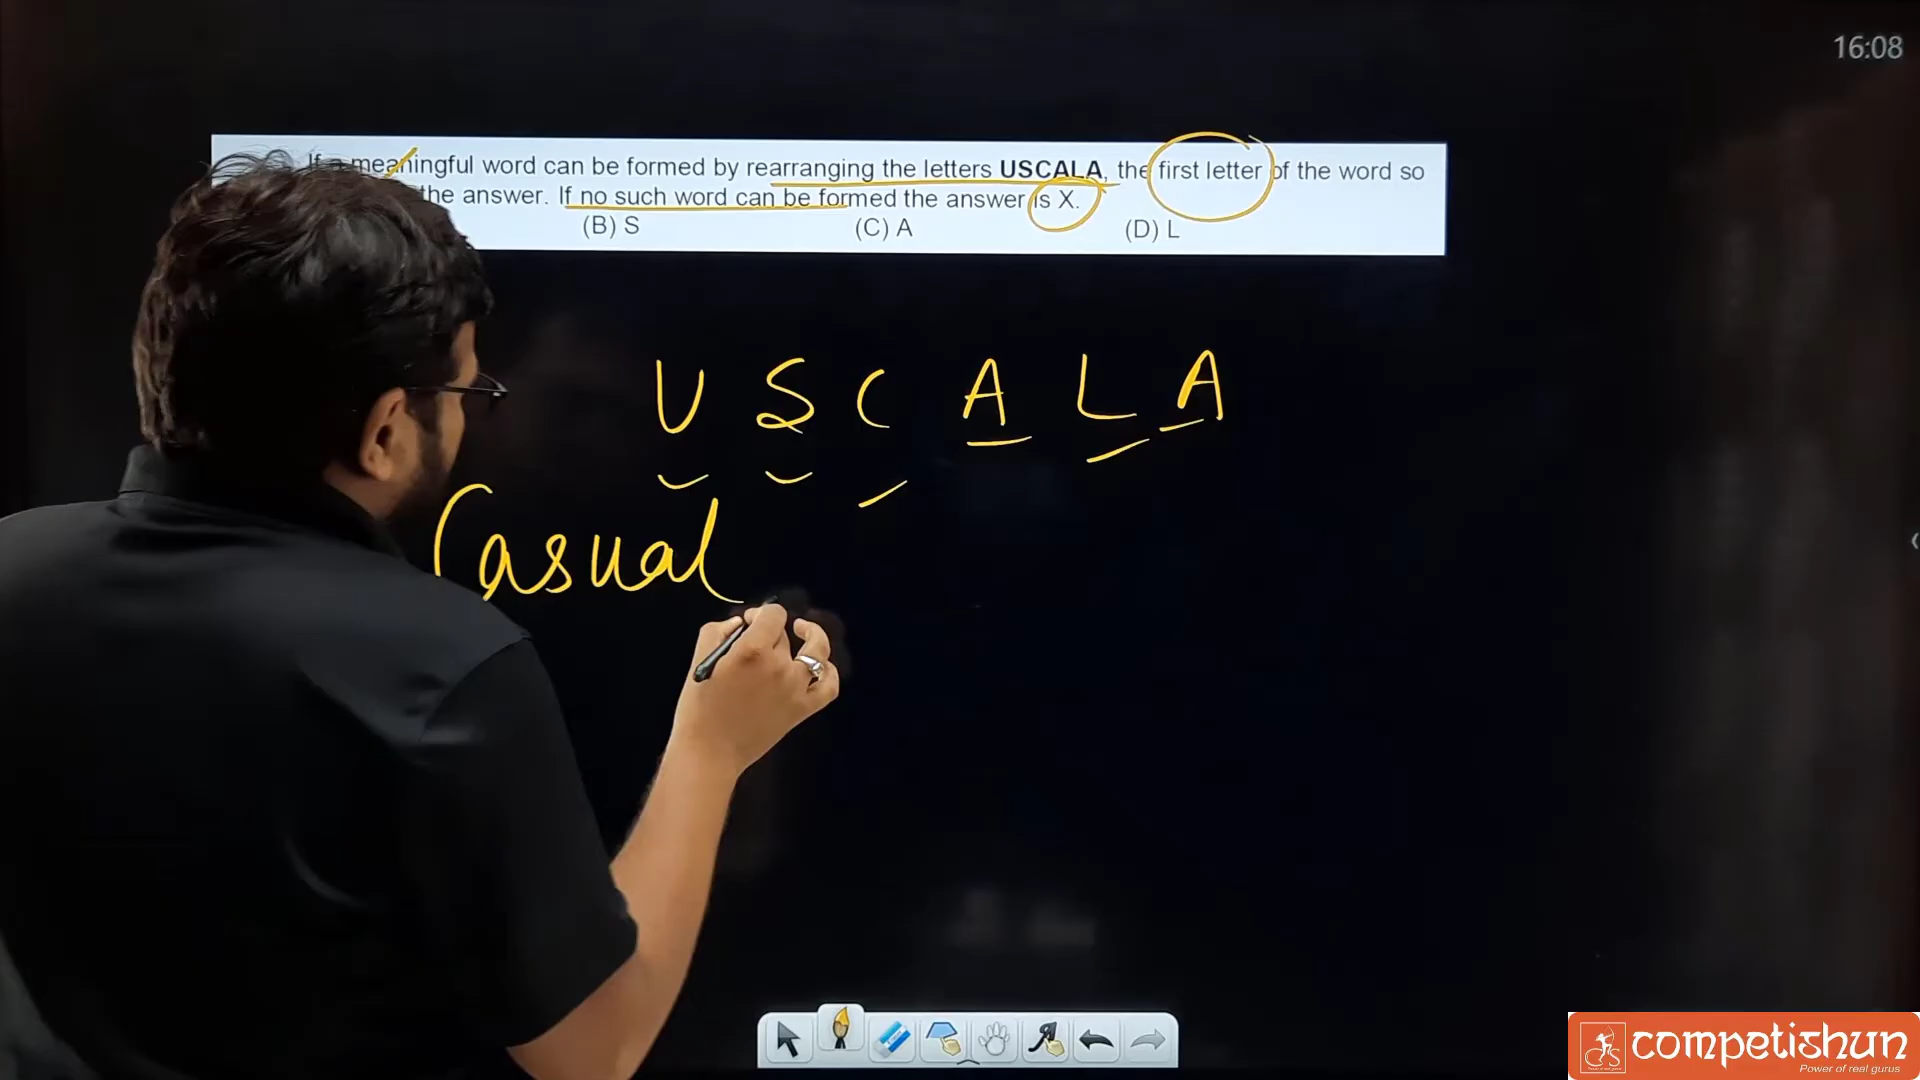 16:08
If a meaningful word can be formed by rearranging the letters USCALA, the first letter of the word so
the answer. If no such word can be formed the answer is X.
(B) S (C) A (D) L
U S C A L A
Casual
competishun
Power of real gurus